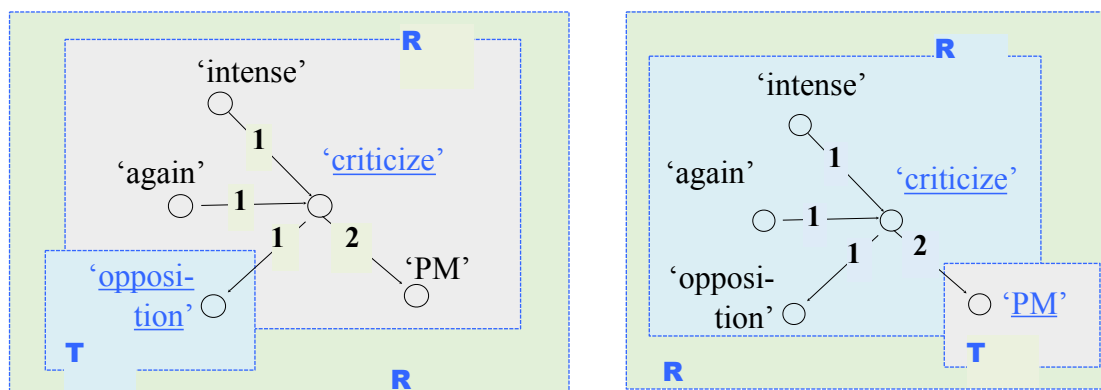 R
‘intense’
1
‘again’
‘criticize’
1
1
2
‘opposi-
tion’
‘PM’
T
R
R
‘intense’
1
‘again’
‘criticize’
1
1
2
‘opposi-
tion’
‘PM’
T
R